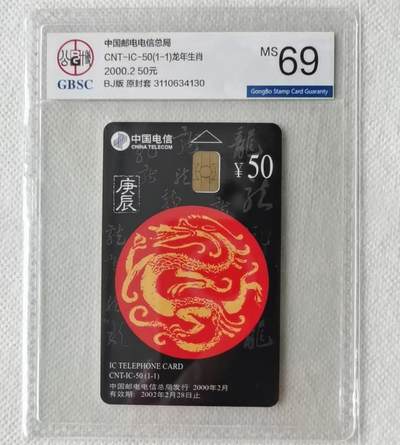 中国邮电电信总局
CNT-IC-50(1-1)龙年生肖
2000.2 50元
BJ版 原封套 3110634130
GBSC
MS 69
GongBo Stamp Card Guaranty
中国电信
CHINA TELECOM
¥50
庚辰
IC TELEPHONE CARD
CNT-IC-50 (1-1)
中国邮电电信总局发行 2000年2月
有效期：2002年2月28日止